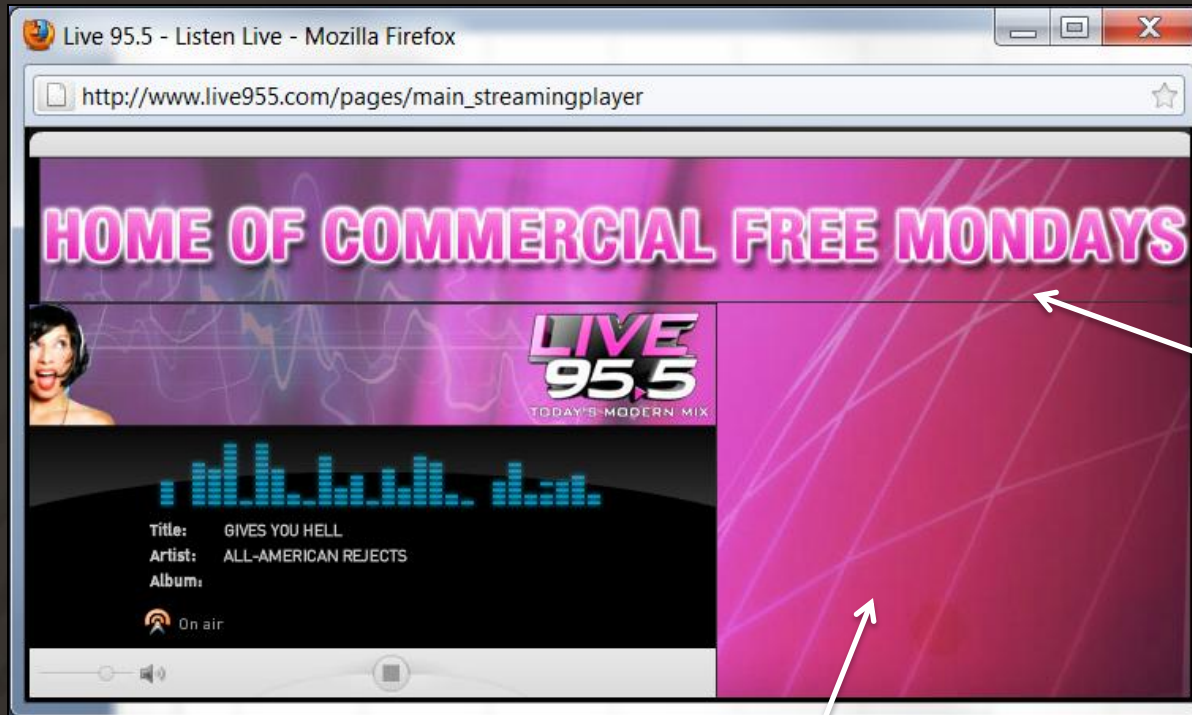 Live 95.5 - Listen Live - Mozilla Firefox
http://www.live955.com/pages/main_streamingplayer
HOME OF COMMERCIAL FREE MONDAYS
LIVE
95.5
TODAY'S MODERN MIX
Title: GIVES YOU HELL
Artist: ALL-AMERICAN REJECTS
Album:
On air